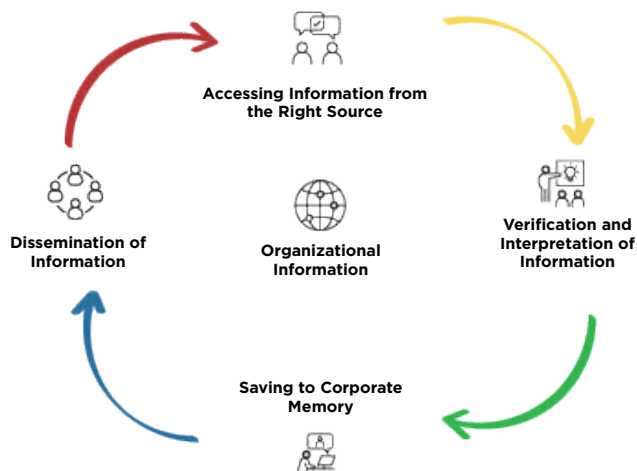 Accessing Information from
the Right Source
Verification and
Interpretation of
Information
Saving to Corporate
Memory
Dissemination of
Information
Organizational
Information